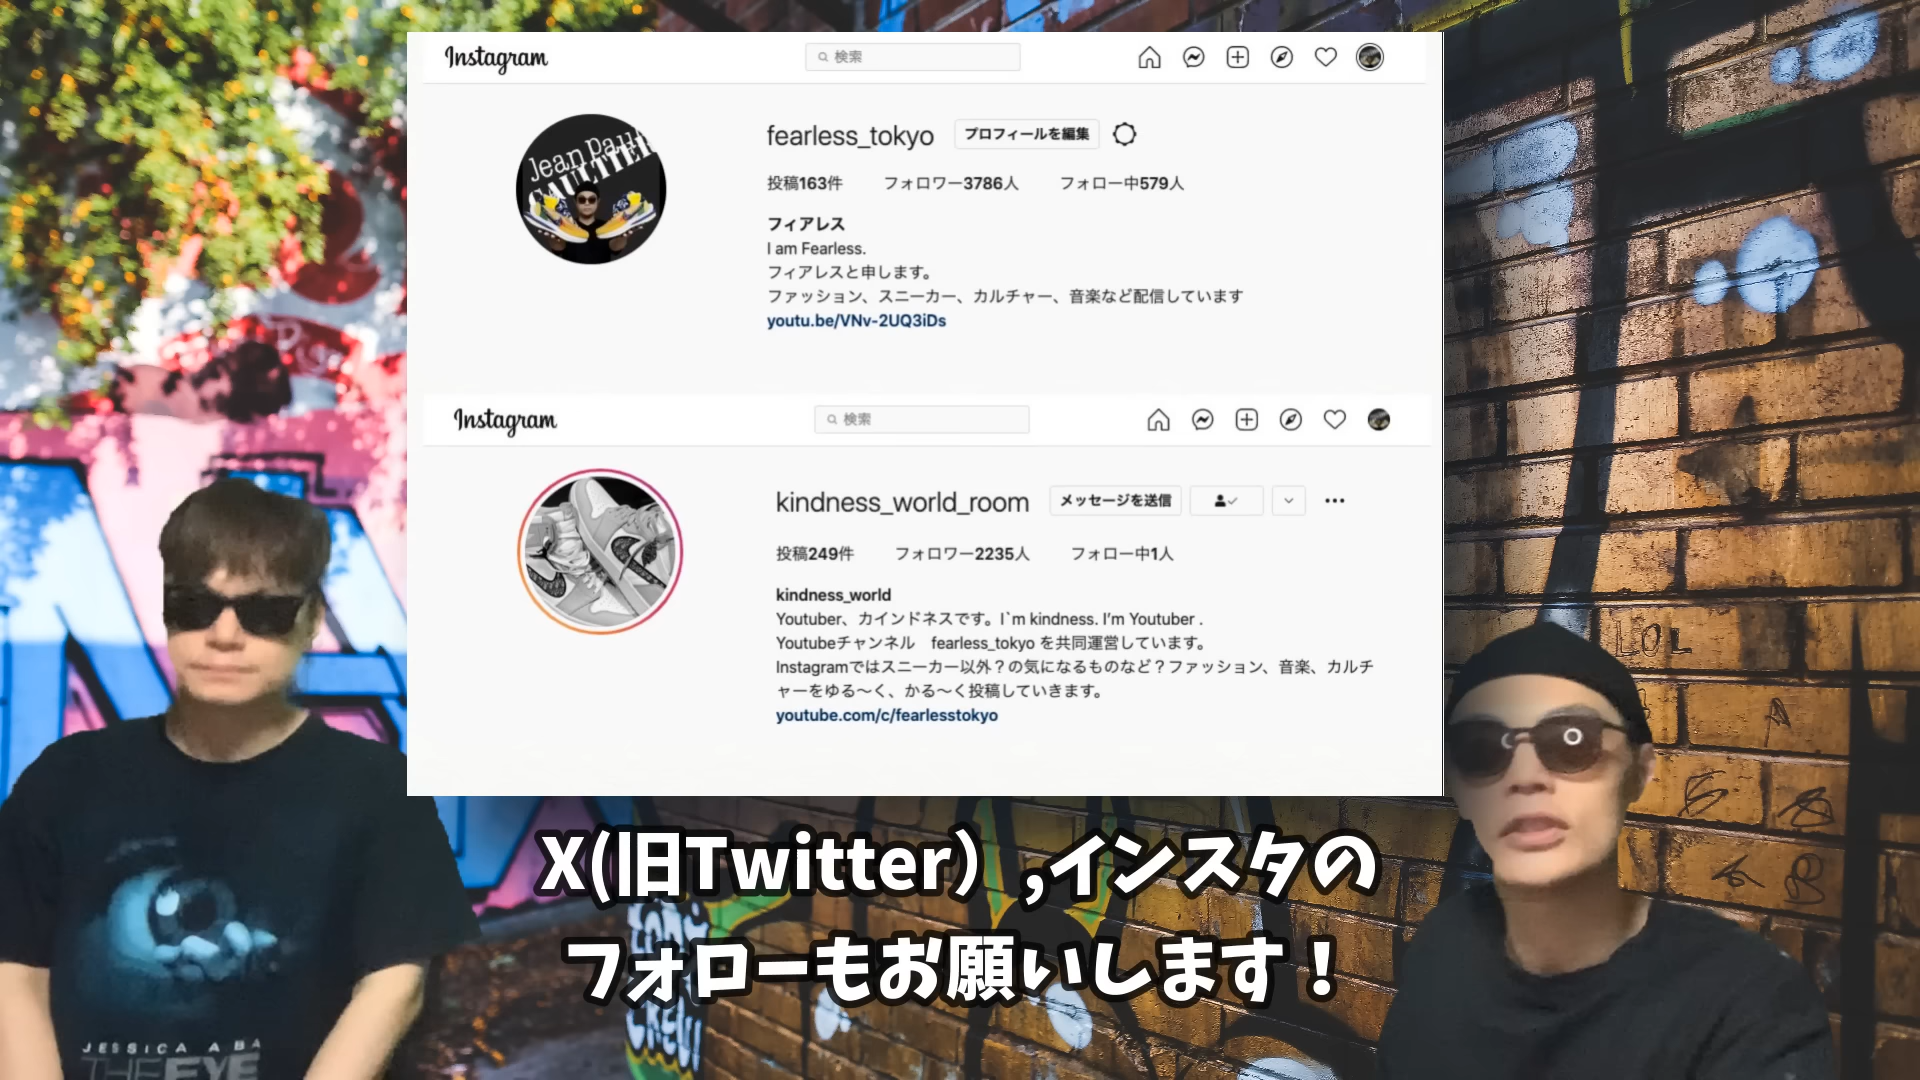 Instagram
検索
fearless_tokyo
プロフィールを編集
投稿163件 フォロワー3786人 フォロー中579人
フィアレス
I am Fearless.
フィアレスと申します。
ファッション、スニーカー、カルチャー、音楽など配信しています
youtu.be/VNv-2UQ3iDs
Jean Paul
GAULTIER
Instagram
検索
kindness_world_room
メッセージを送信
投稿249件 フォロワー2235人 フォロー中1人
kindness_world
Youtuber、カインドネスです。I`m kindness. I’m Youtuber .
Youtubeチャンネル　fearless_tokyo を共同運営しています。
Instagramではスニーカー以外？の気になるものなど？ファッション、音楽、カルチ
ャーをゆる〜く、かる〜く投稿していきます。
youtube.com/c/fearlesstokyo
LOL
X(旧Twitter）,インスタの
フォローもお願いします！
JESSICA ABA
THE EYE